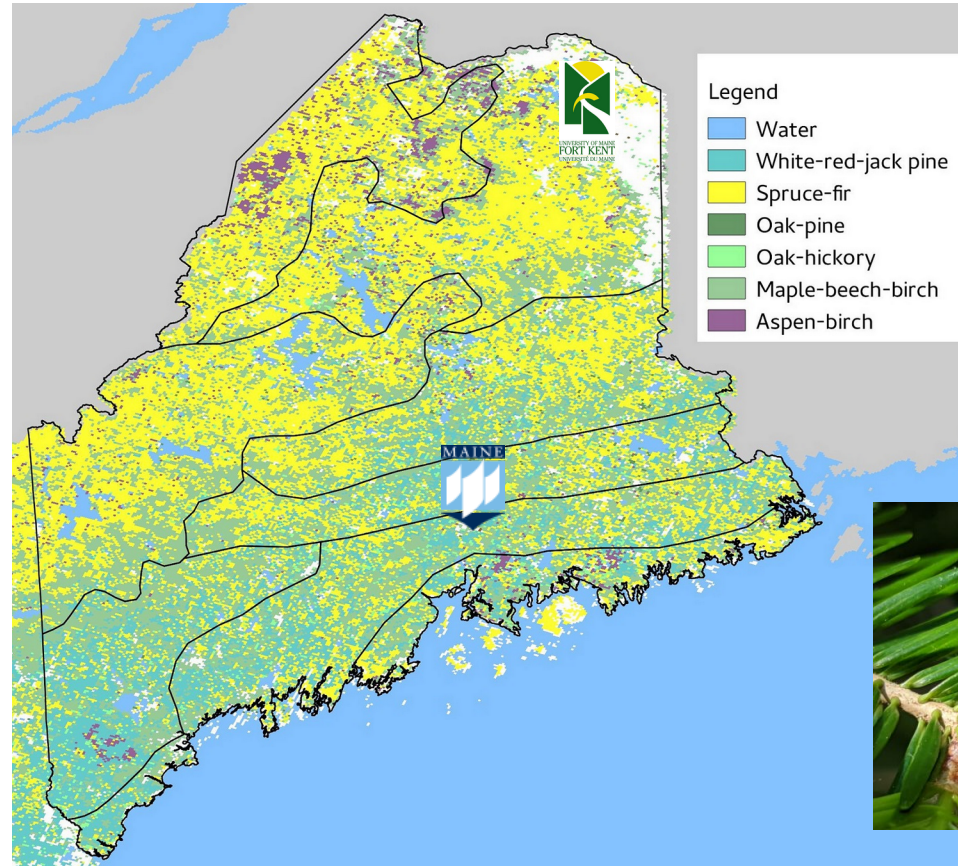 UNIVERSITY OF MAINE
FORT KENT
UNIVERSITÉ DU MAINE
Legend
Water
White-red-jack pine
Spruce-fir
Oak-pine
Oak-hickory
Maple-beech-birch
Aspen-birch
MAINE